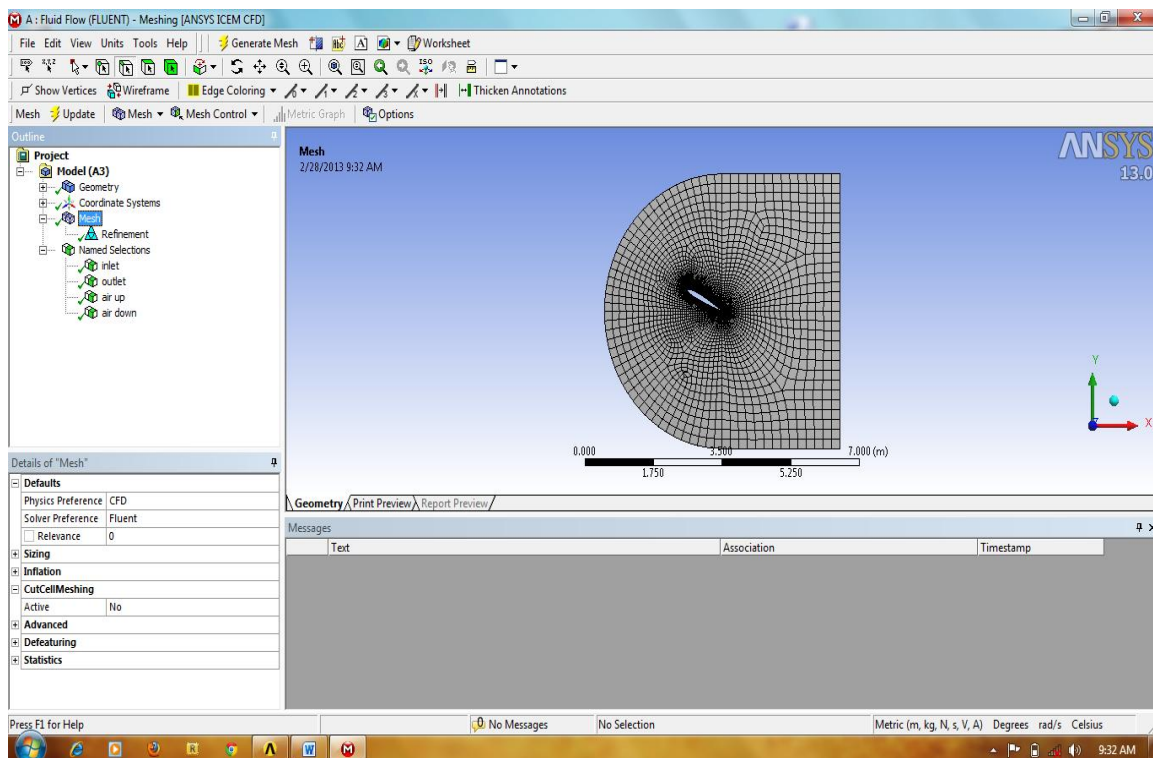 A : Fluid Flow (FLUENT) - Meshing [ANSYS ICEM CFD]
File Edit View Units Tools Help Generate Mesh A Worksheet
Show Vertices Wireframe Edge Coloring Thicken Annotations
Mesh Update Mesh Mesh Control Metric Graph Options
Outline
Project
Model (A3)
Geometry
Coordinate Systems
Mesh
Refinement
Named Selections
inlet
outlet
air up
air down
Mesh
2/28/2013 9:32 AM
ANSYS
13.0
Y
X
0.000 3.500 7.000 (m)
1.750 5.250
Geometry Print Preview Report Preview
Details of "Mesh"
Defaults
Physics Preference CFD
Solver Preference Fluent
Relevance 0
Sizing
Inflation
CutCellMeshing
Active No
Advanced
Defeaturing
Statistics
Messages
Text Association Timestamp
Press F1 for Help No Messages No Selection Metric (m, kg, N, s, V, A) Degrees rad/s Celsius
9:32 AM